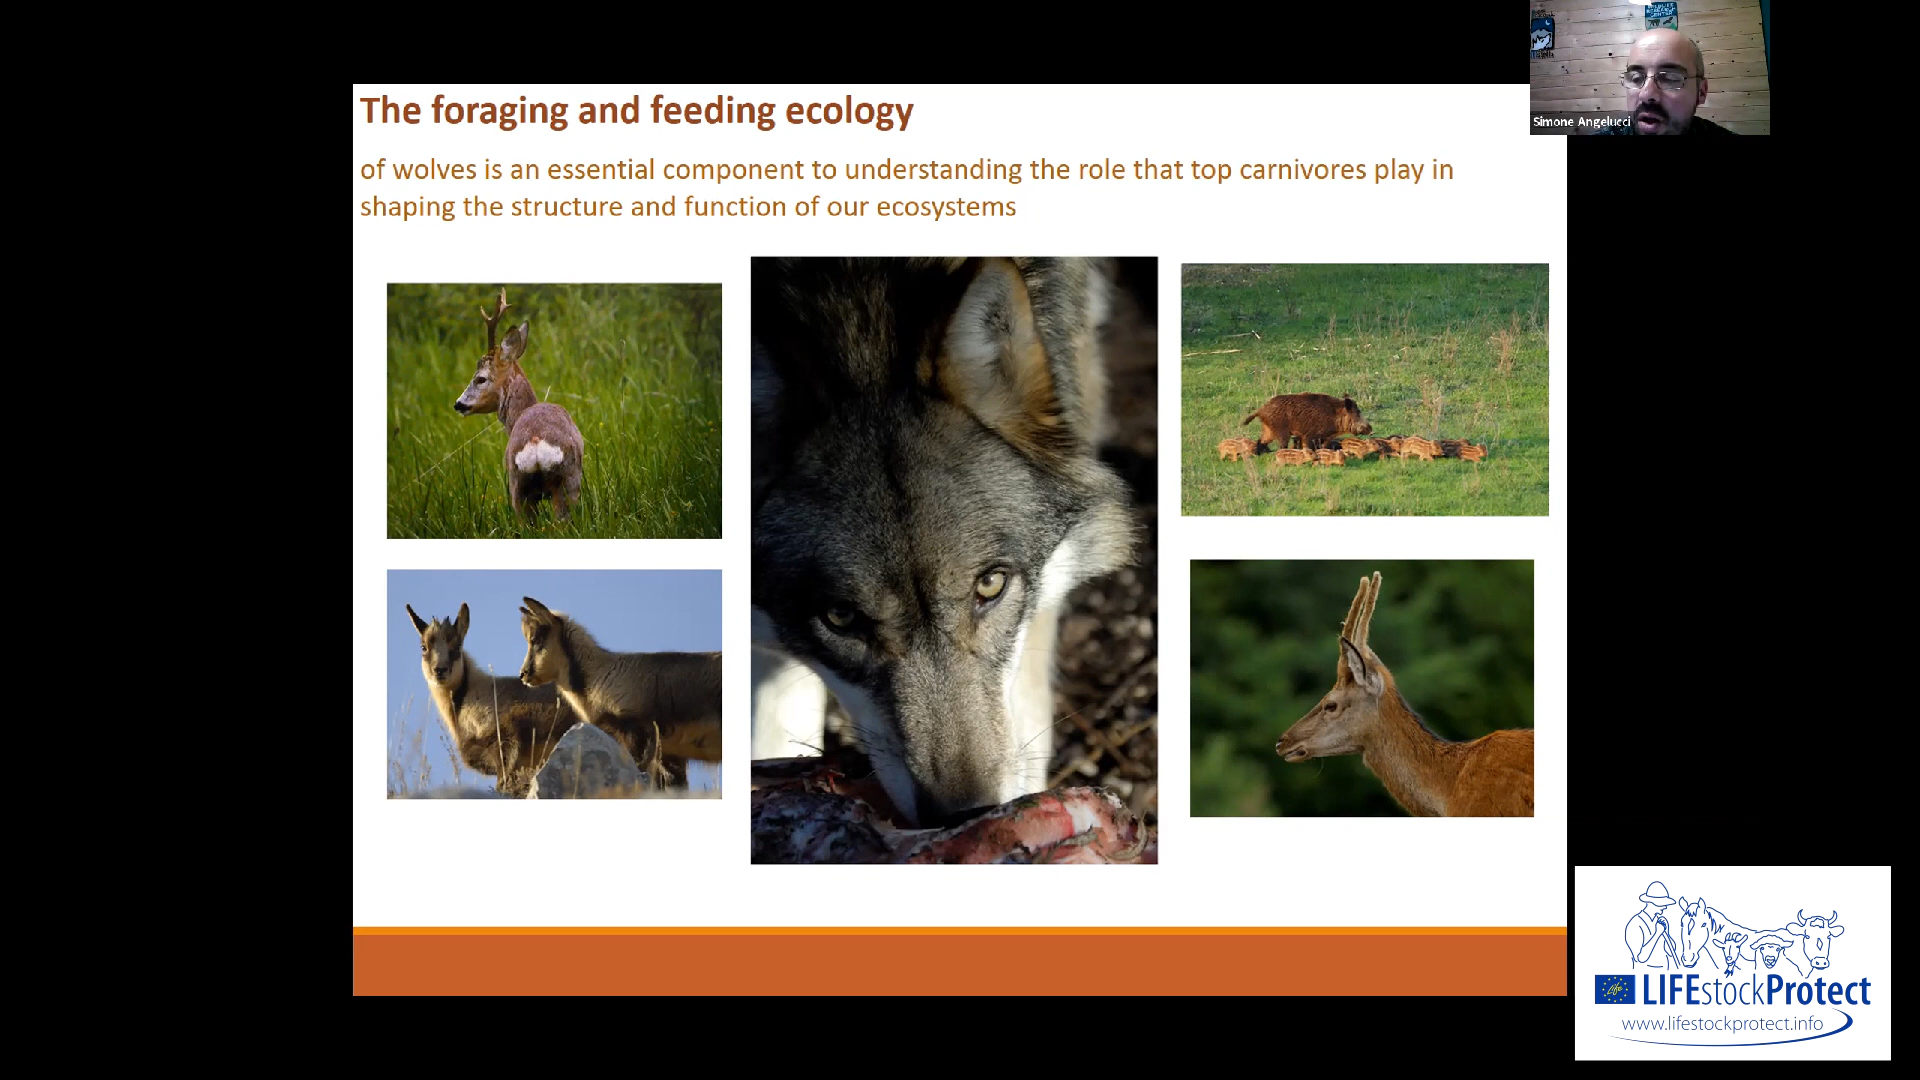 The foraging and feeding ecology
of wolves is an essential component to understanding the role that top carnivores play in
shaping the structure and function of our ecosystems
Simone Angelucci
LIFEstockProtect
www.lifestockprotect.info